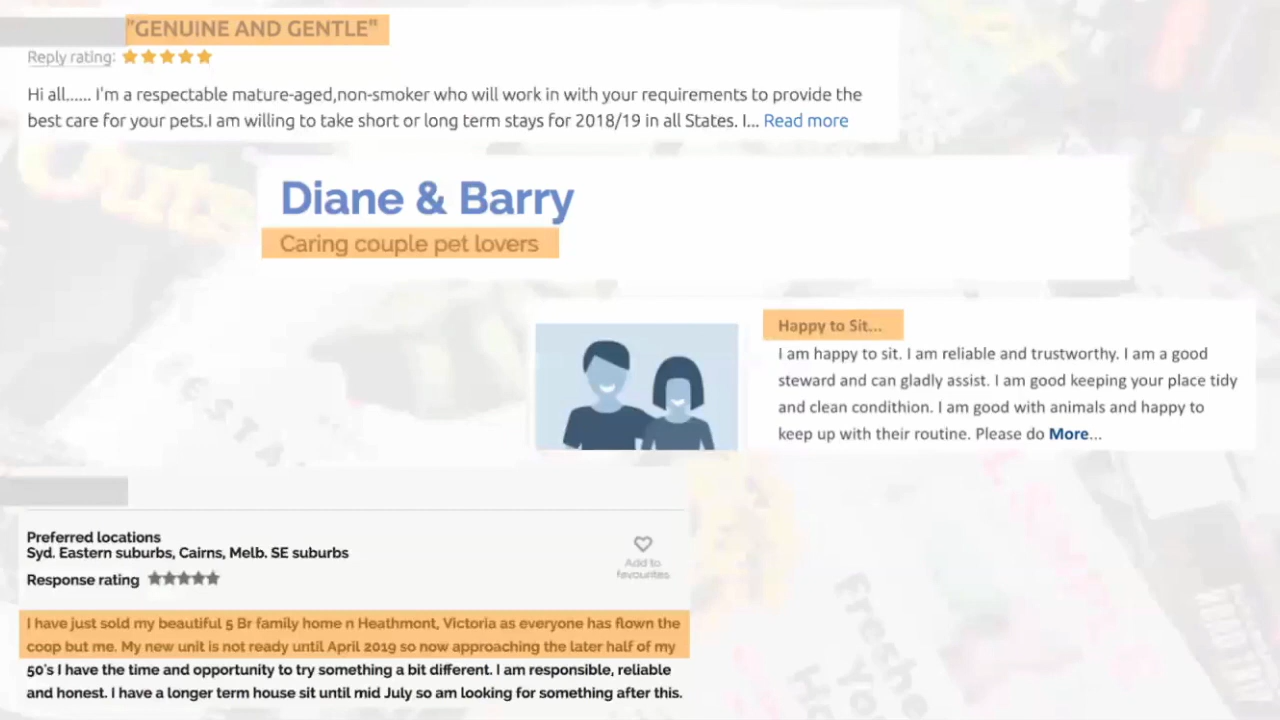 "GENUINE AND GENTLE"
Reply rating:
Hi all...... I'm a respectable mature-aged,non-smoker who will work in with your requirements to provide the
best care for your pets.I am willing to take short or long term stays for 2018/19 in all States. I... Read more
Diane & Barry
Caring couple pet lovers
Happy to Sit...
I am happy to sit. I am reliable and trustworthy. I am a good
steward and can gladly assist. I am good keeping your place tidy
and clean condithion. I am good with animals and happy to
keep up with their routine. Please do More...
Preferred locations
Syd. Eastern suburbs, Cairns, Melb. SE suburbs
Response rating
Add to
favourites
I have just sold my beautiful 5 Br family home n Heathmont, Victoria as everyone has flown the
coop but me. My new unit is not ready until April 2019 so now approaching the later half of my
50's I have the time and opportunity to try something a bit different. I am responsible, reliable
and honest. I have a longer term house sit until mid July so am looking for something after this.